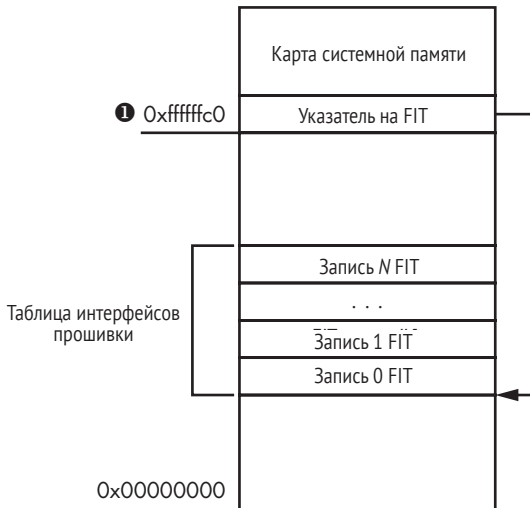 Карта системной памяти
❶ 0xffffffc0
Указатель на FIT
Запись N FIT
. . .
Таблица интерфейсов
прошивки
Запись 1 FIT
Запись 0 FIT
0x00000000